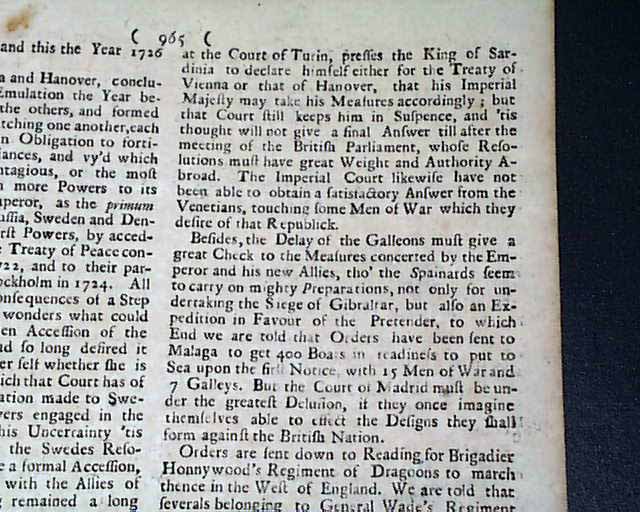 ( 965 (
and this the Year 1726
a and Hanover, conclu-
Emulation the Year be-
the others, and formed
tching one another, each
n Obligation to forti-
iances, and vy'd which
ntagious, or the most
n more Powers to its
mperor, as the primum
ussia, Sweden and Den-
rst Powers, by acced-
e Treaty of Peace con-
722, and to their par-
ockholm in 1724. All
onſequences of a Step
wonders what could
en Acceſſion of the
nd ſo long deſired it
er ſelf whether ſhe is
hich that Court has of
ation made to Swe-
wers engaged in the
his Uncertainty 'tis
the Swedes Reſo-
e a formal Acceſſion,
with the Allies of
g remained a long
at the Court of Turin, preſſes the King of Sar-
dinia to declare himſelf either for the Treaty of
Vienna or that of Hanover, that his Imperial
Majeſty may take his Meaſures accordingly; but
that Court ſtill keeps him in Suſpence, and 'tis
thought will not give a final Anſwer till after the
meeting of the Britiſh Parliament, whoſe Reſo-
lutions muſt have great Weight and Authority A-
broad. The Imperial Court likewiſe have not
been able to obtain a ſatisfactory Anſwer from the
Venetians, touching ſome Men of War which they
deſire of that Republick.
Beſides, the Delay of the Galleons muſt give a
great Check to the Meaſures concerted by the Em-
peror and his new Allies, tho' the Spainards ſeem
to carry on mighty Preparations, not only for un-
dertaking the Siege of Gibraltar, but alſo an Ex-
pedition in Favour of the Pretender, to which
End we are told that Orders have been ſent to
Malaga to get 400 Boats in readineſs to put to
Sea upon the firſt Notice, with 15 Men of War and
7 Galleys. But the Court of Madrid muſt be un-
der the greateſt Deluſion, if they once imagine
themſelves able to effect the Deſigns they ſhall
form againſt the Britiſh Nation.
Orders are ſent down to Reading for Brigadier
Honnywood's Regiment of Dragoons to march
thence in the Weſt of England. We are told that
ſeverals belonging to General Wade's Regiment